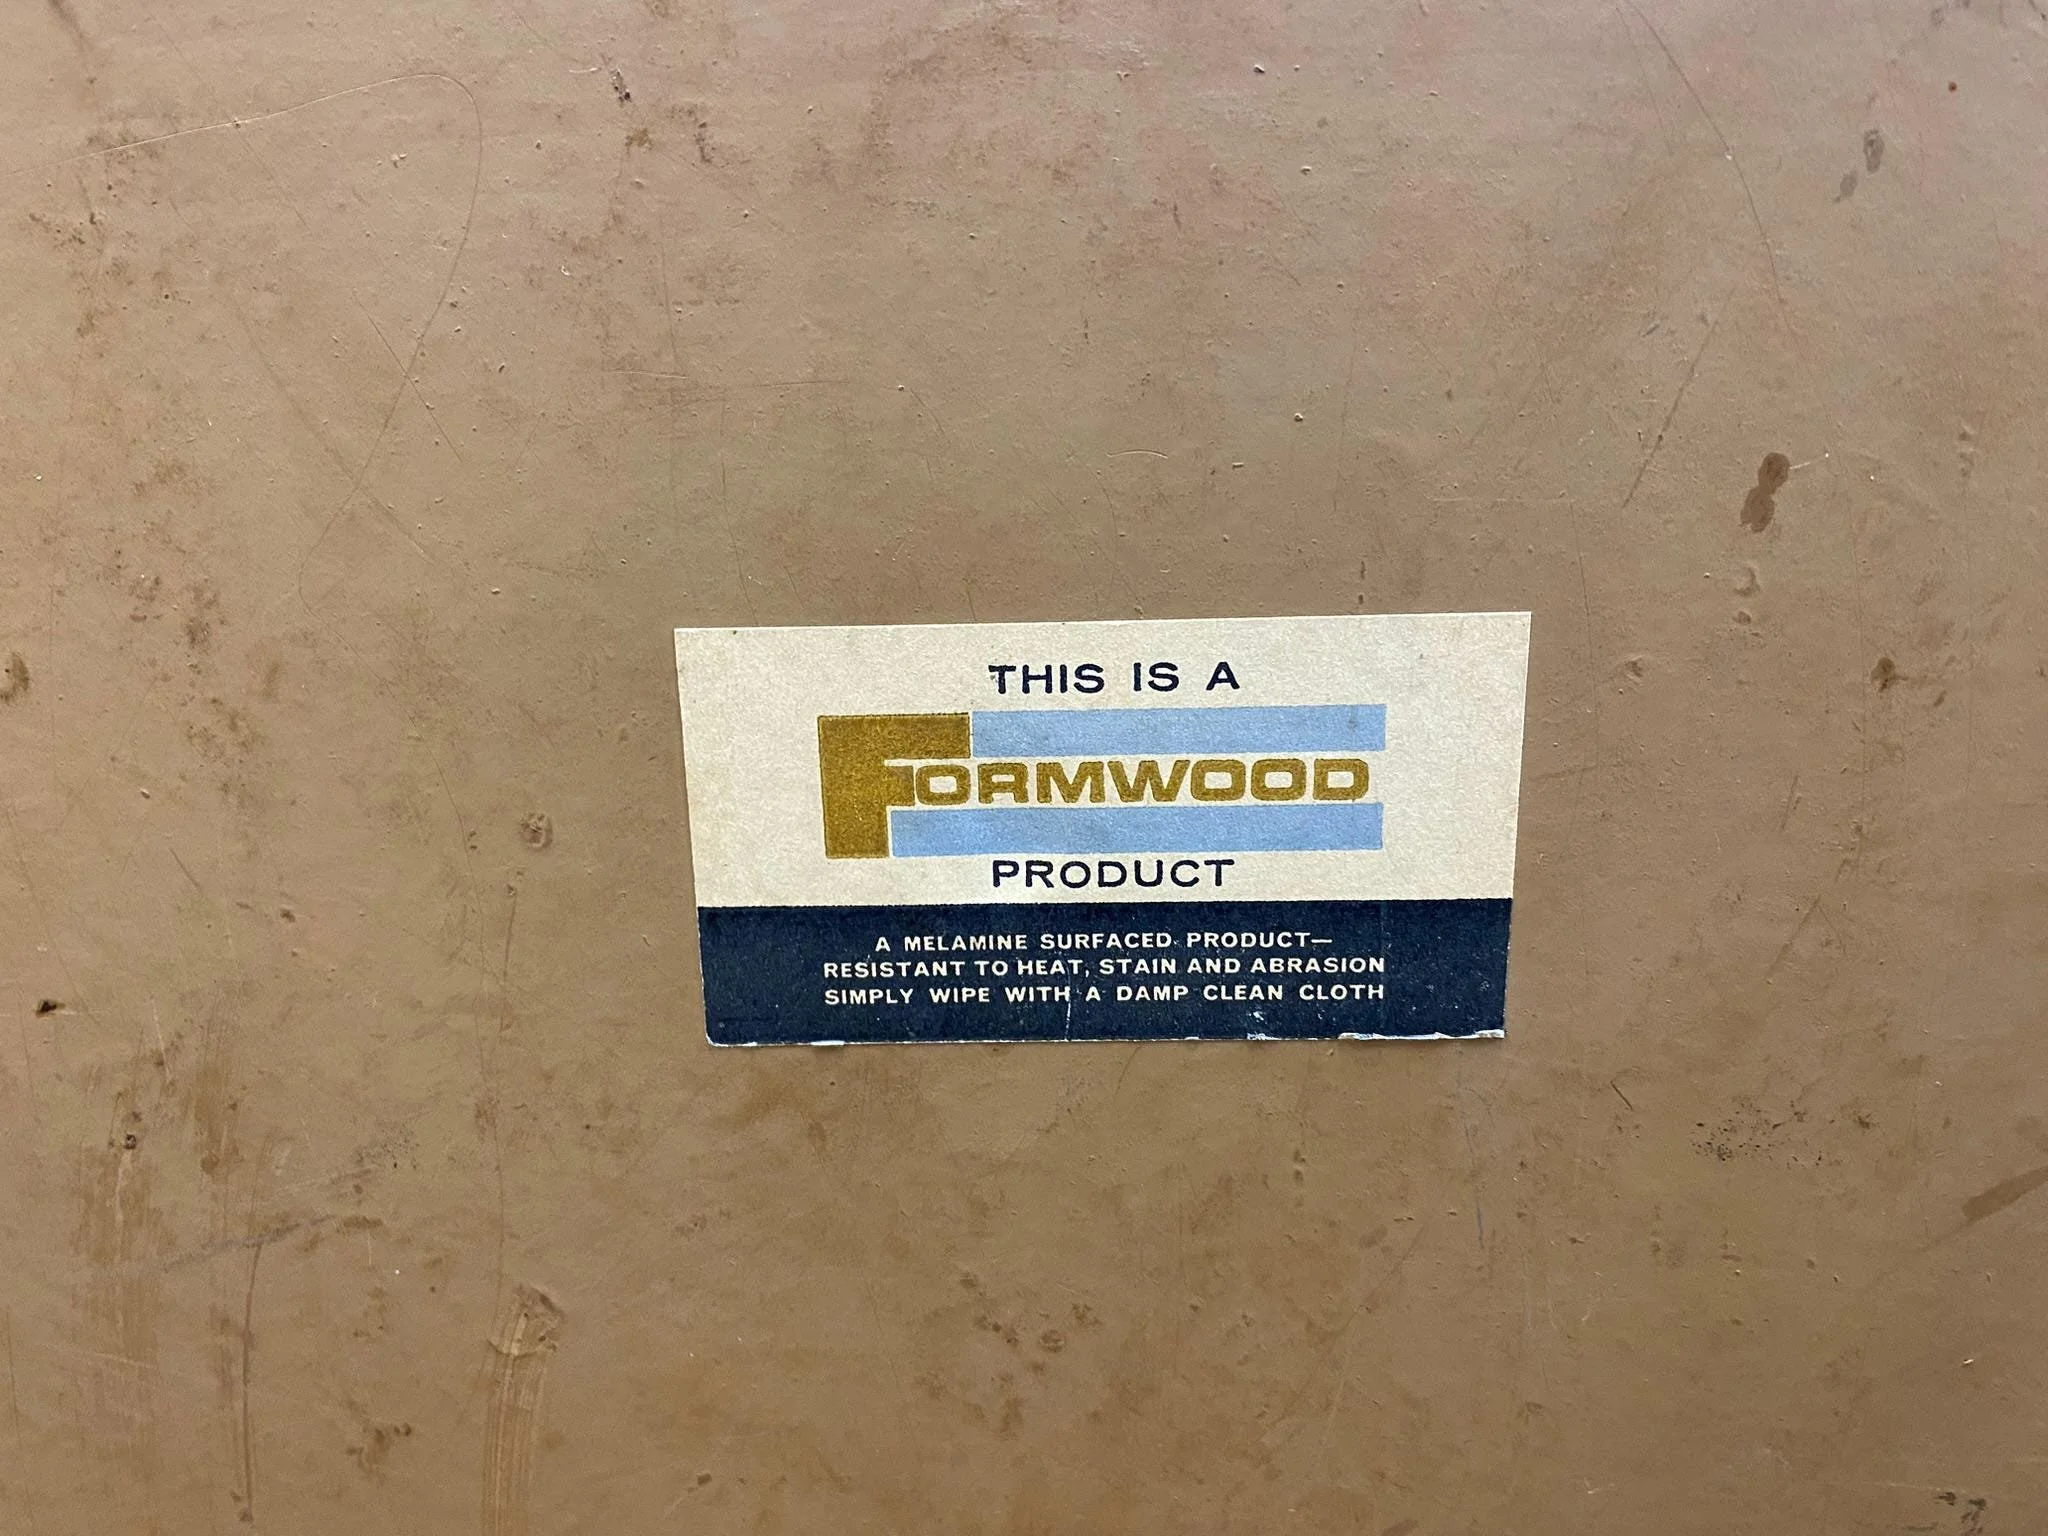 THIS IS A
FORMWOOD
PRODUCT
A MELAMINE SURFACED PRODUCT—
RESISTANT TO HEAT, STAIN AND ABRASION
SIMPLY WIPE WITH A DAMP CLEAN CLOTH